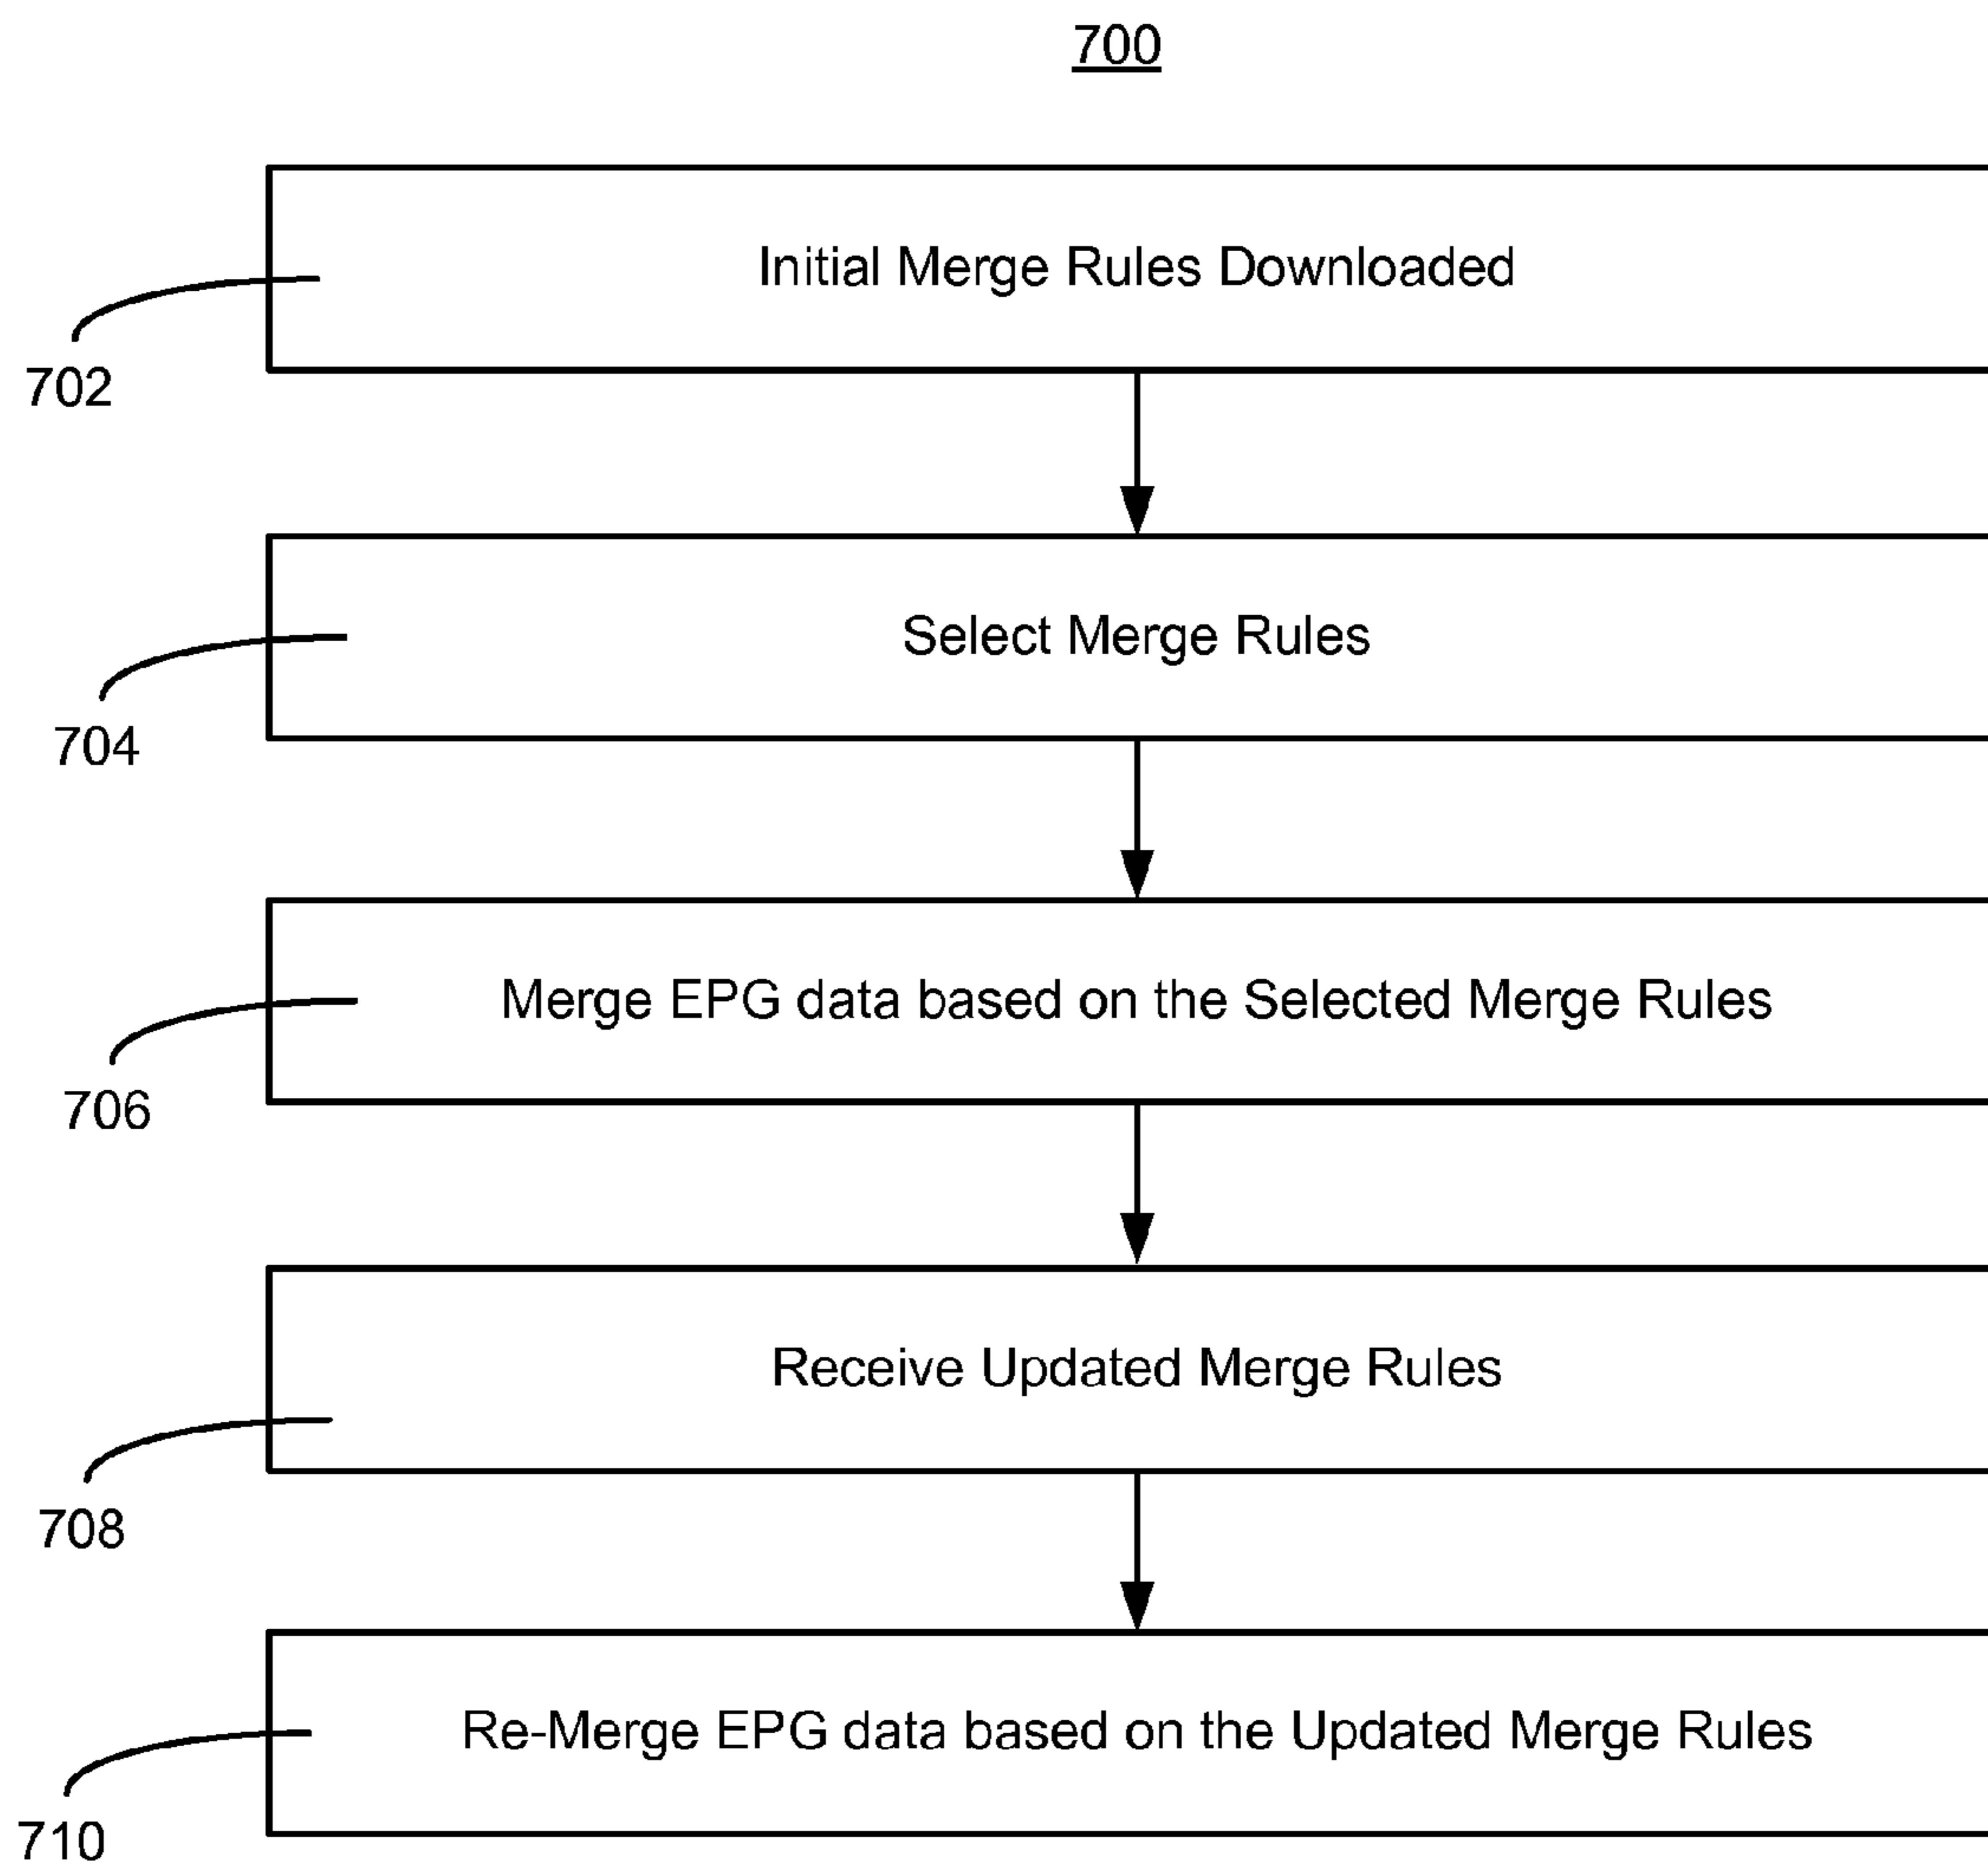 700
Initial Merge Rules Downloaded
702
Select Merge Rules
704
Merge EPG data based on the Selected Merge Rules
706
Receive Updated Merge Rules
708
Re-Merge EPG data based on the Updated Merge Rules
710